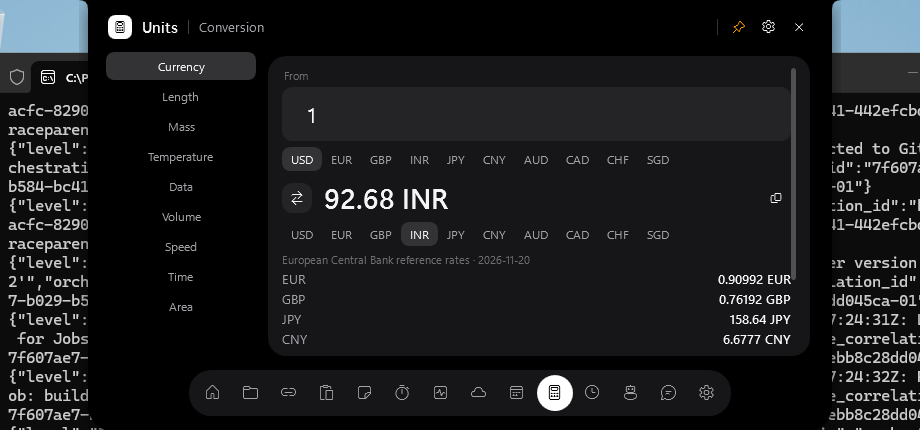 Units Conversion
C:\P
Currency
Length
Mass
Temperature
Data
Volume
Speed
Time
Area
From
1
USD EUR GBP INR JPY CNY AUD CAD CHF SGD
92.68 INR
USD EUR GBP INR JPY CNY AUD CAD CHF SGD
European Central Bank reference rates · 2026-11-20
EUR 0.90992 EUR
GBP 0.76192 GBP
JPY 158.64 JPY
CNY 6.6777 CNY
acfc-8290
raceparen
{"level":
chestrati
b584-bc41
{"level":
acfc-8290
raceparen
{"level":
2'","orch
7-b029-b5
{"level":
for Jobs
7f607ae7-
{"level":
ob: build
7f607ae7-
41-442efcbd
cted to Git
id":"7f607a
-01"}
41-442efcbd
er version
lation_id"
dd045ca-01"
7:24:31Z:
e_correlati
ebb8c28dd04
7:24:32Z:
e_correlati
ebb8c28dd04